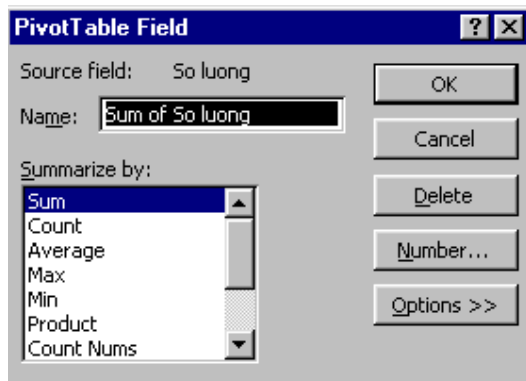 PivotTable Field
Source field: So luong
Name: Sum of So luong
Summarize by:
Sum
Count
Average
Max
Min
Product
Count Nums
OK
Cancel
Delete
Number...
Options >>